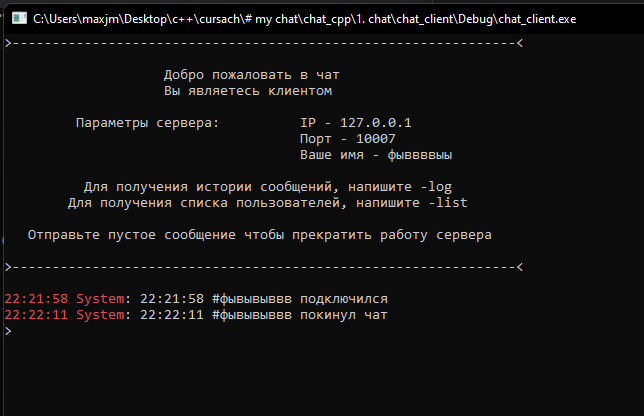 C:\Users\maxjm\Desktop\c++\cursach\# my chat\chat_cpp\1. chat\chat_client\Debug\chat_client.exe
>---------------------------------------------------------------<
Добро пожаловать в чат
Вы являетесь клиентом
Параметры сервера: IP - 127.0.0.1
Порт - 10007
Ваше имя - фыввввыы
Для получения истории сообщений, напишите -log
Для получения списка пользователей, напишите -list
Отправьте пустое сообщение чтобы прекратить работу сервера
>---------------------------------------------------------------<
22:21:58 System: 22:21:58 #фывывыввв подключился
22:22:11 System: 22:22:11 #фывывыввв покинул чат
>